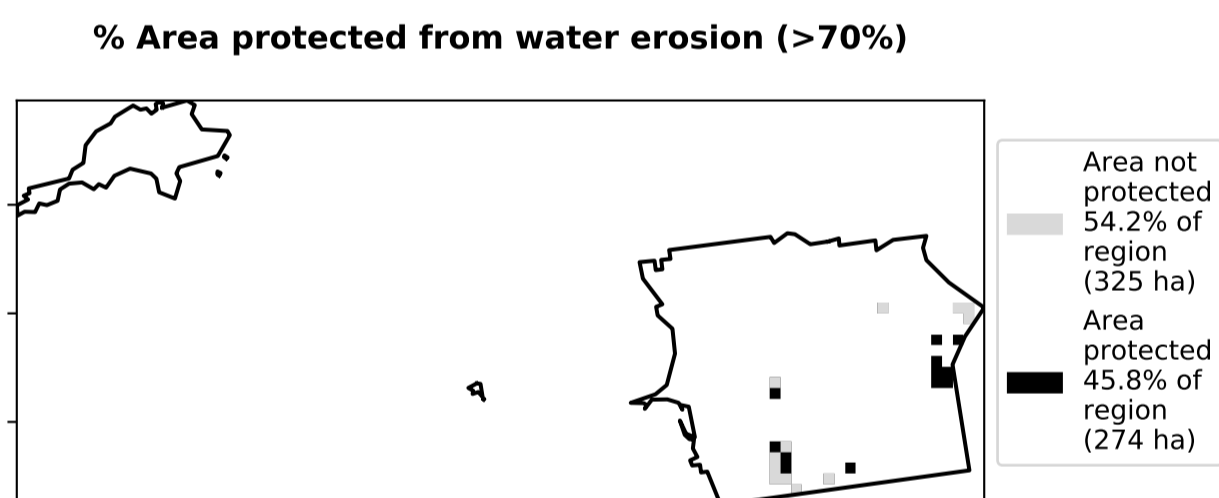 % Area protected from water erosion (>70%)
Area not
protected
54.2% of
region
(325 ha)
Area
protected
45.8% of
region
(274 ha)